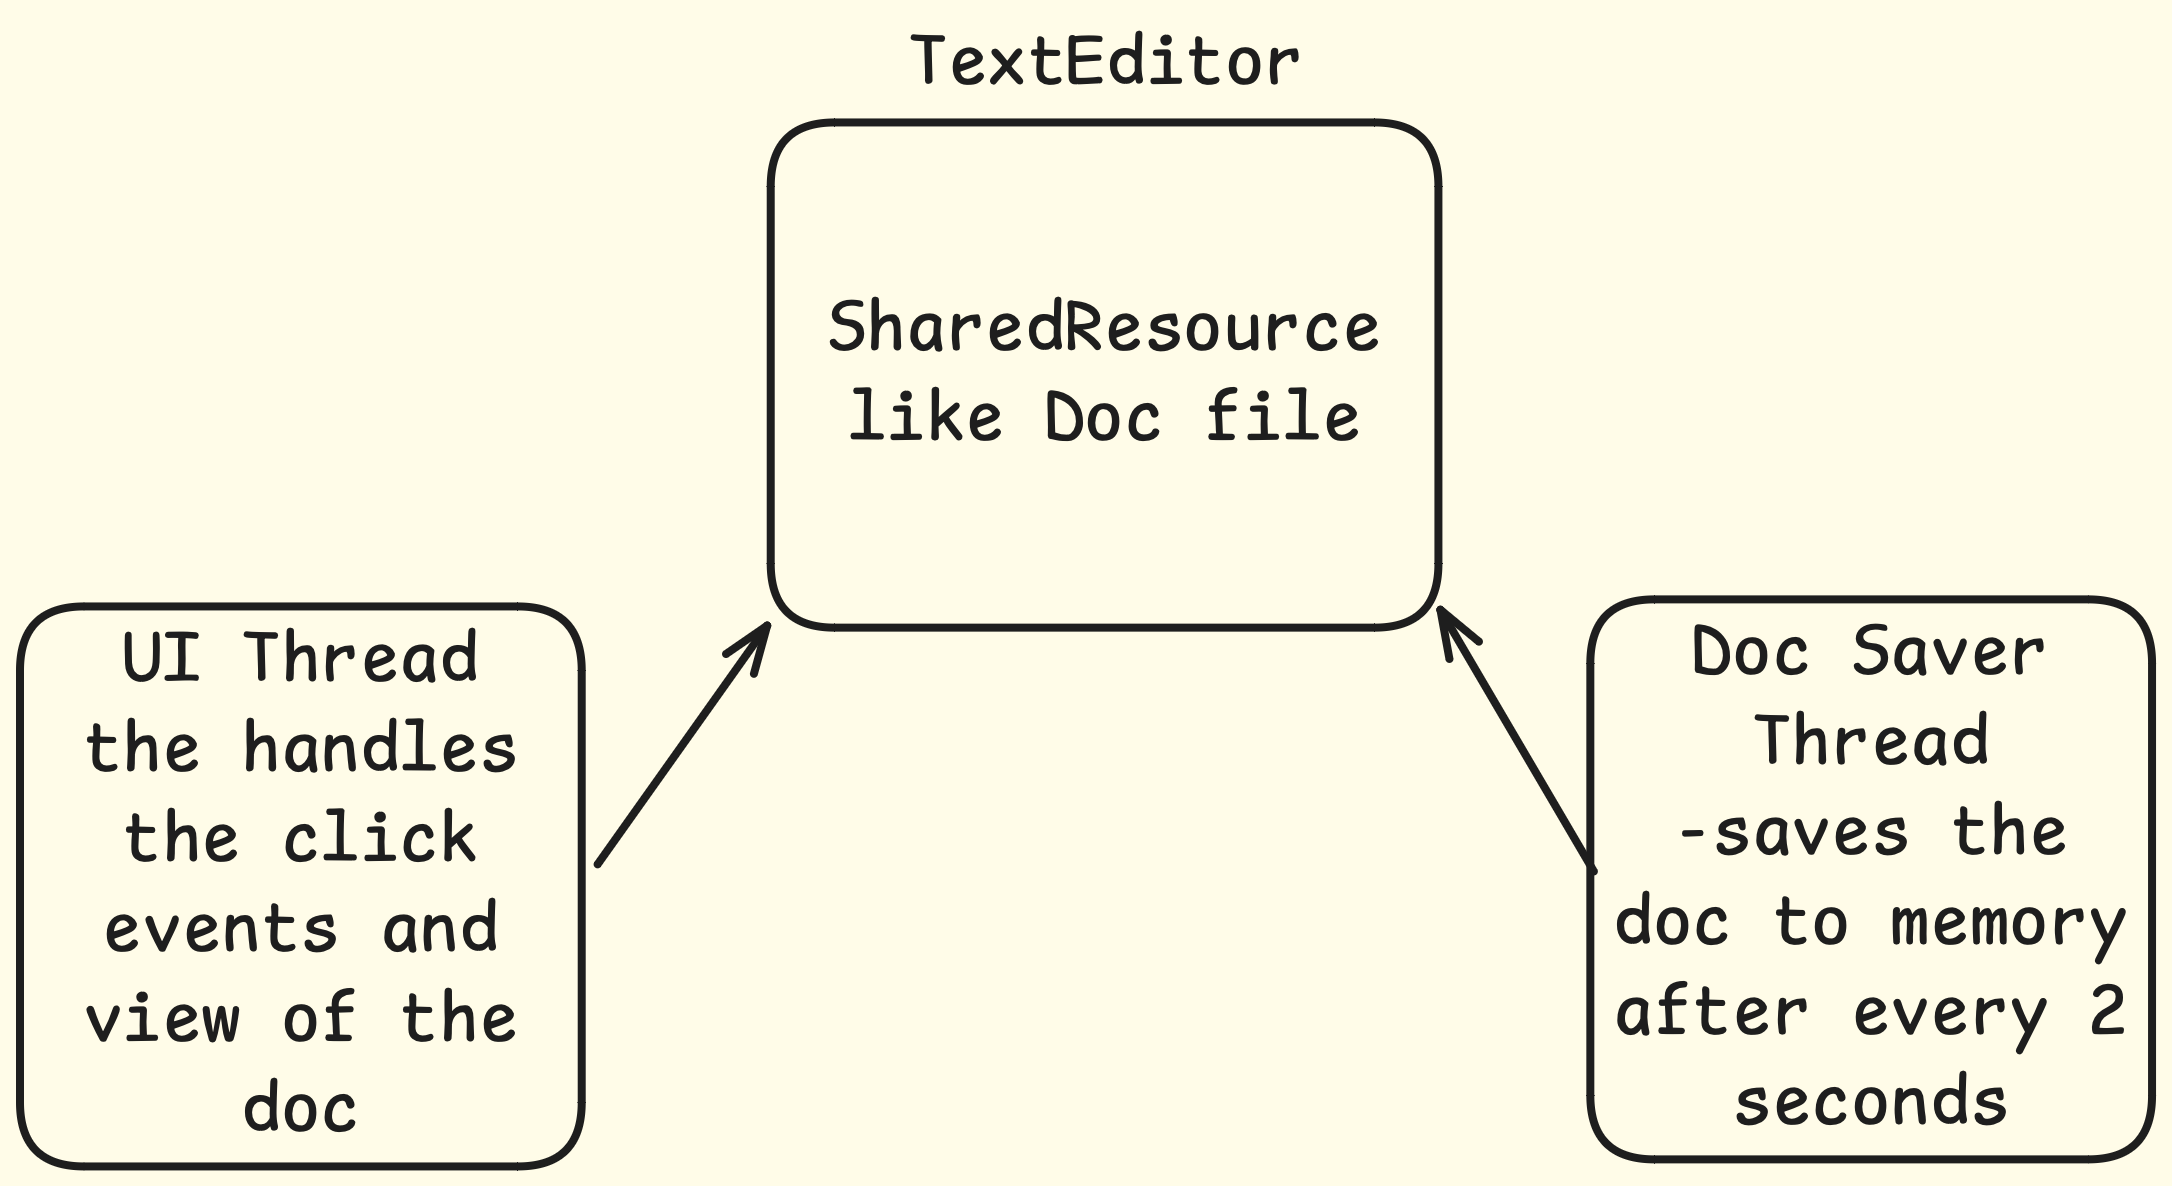 TextEditor
SharedResource
like Doc file
UI Thread
the handles
the click
events and
view of the
doc
Doc Saver
Thread
-saves the
doc to memory
after every 2
seconds